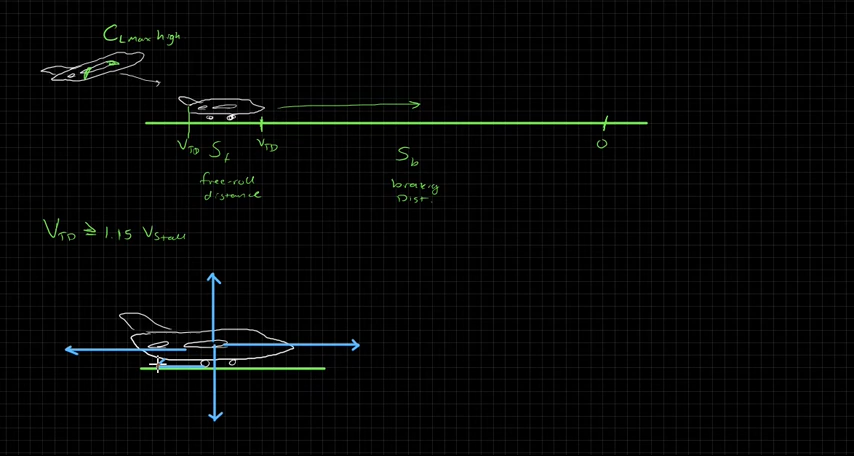 CLmax high
VTD Sf VTD Sb 0
free-roll distance
braking Dist.
VTD ≥ 1.15 Vstall